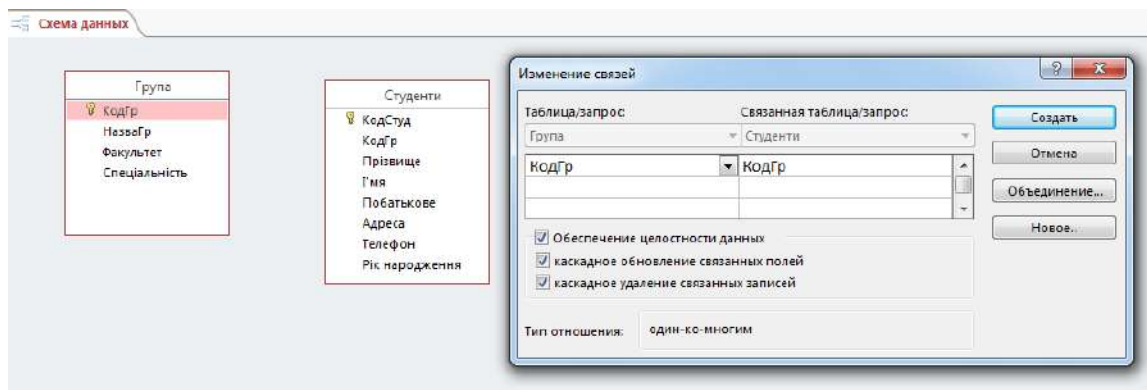 Схема данных
Група
КодГр
НазваГр
Факультет
Спеціальність
Студенти
КодСтуд
КодГр
Прізвище
І'мя
Побатькове
Адреса
Телефон
Рік народження
Изменение связей
Таблица/запрос: Связанная таблица/запрос:
Група Студенти
КодГр КодГр
Обеспечение целостности данных
каскадное обновление связанных полей
каскадное удаление связанных записей
Тип отношения: один-ко-многим
Создать
Отмена
Объединение...
Новое..